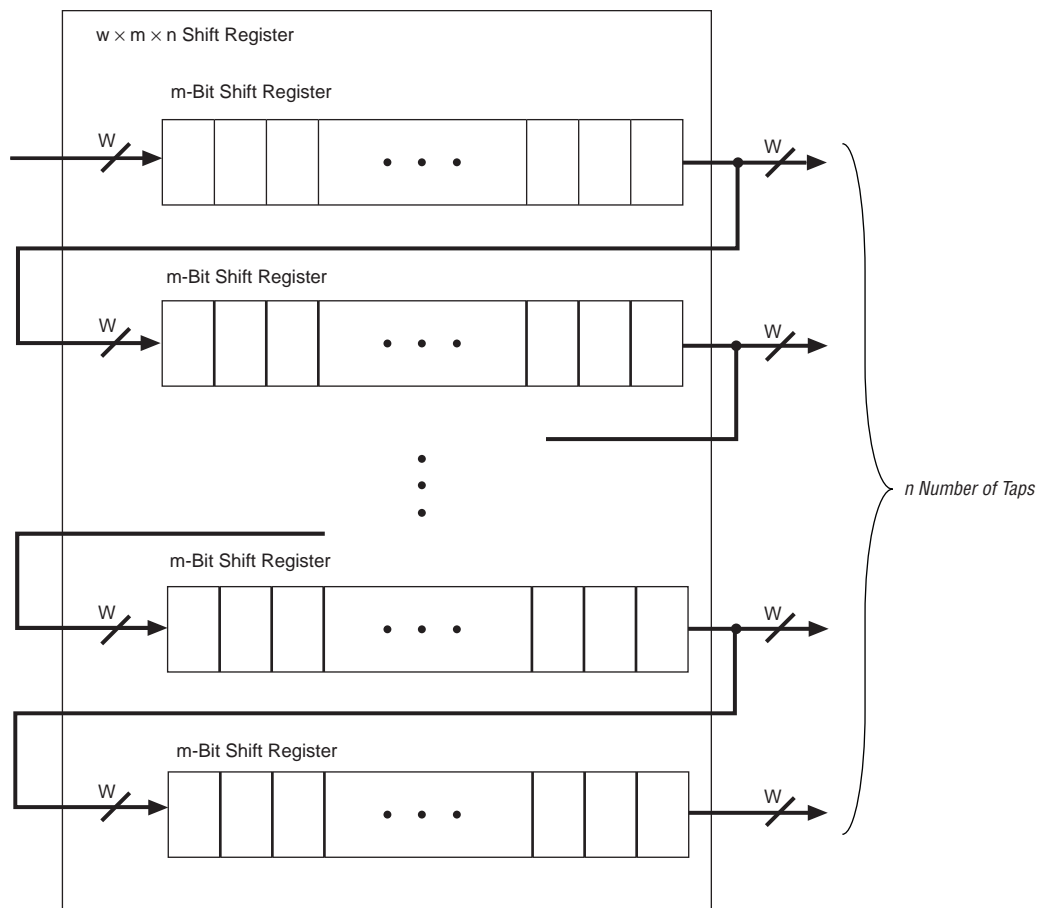 w × m × n Shift Register
m-Bit Shift Register
W
W
m-Bit Shift Register
W
W
n Number of Taps
m-Bit Shift Register
W
W
m-Bit Shift Register
W
W